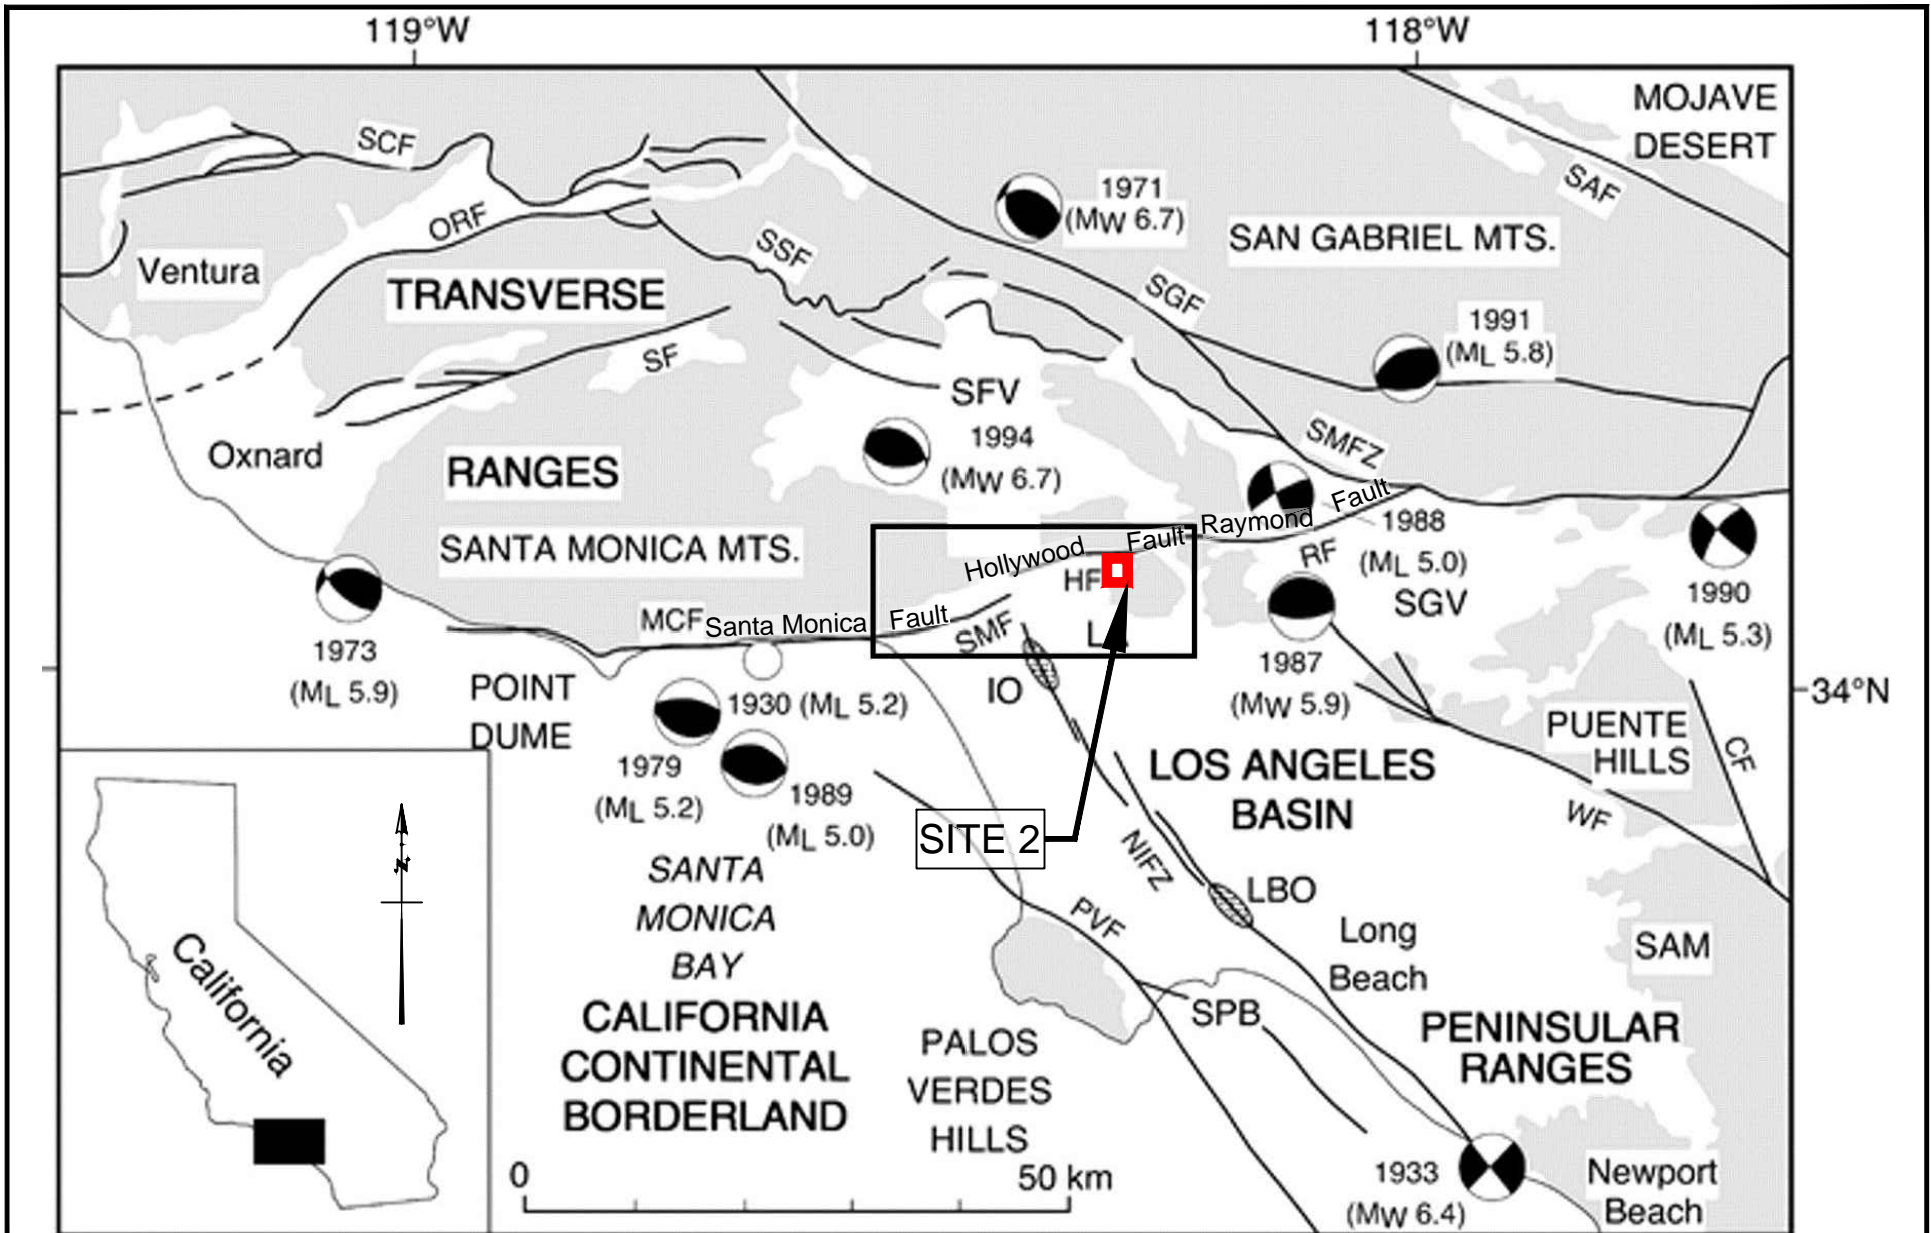 119°W
118°W
MOJAVE
DESERT
SCF
SAF
1971
(MW 6.7)
ORF
SAN GABRIEL MTS.
SSF
Ventura
TRANSVERSE
SGF
1991
(ML 5.8)
SF
SFV
1994
(MW 6.7)
SMFZ
Oxnard
RANGES
Raymond Fault
1988
(ML 5.0)
SANTA MONICA MTS.
Hollywood Fault
HF
RF
SGV
1990
(ML 5.3)
MCF
Santa Monica Fault
SMF
L
1973
(ML 5.9)
IO
1987
(MW 5.9)
34°N
POINT
DUME
1930 (ML 5.2)
PUENTE
HILLS
CF
1979
(ML 5.2)
1989
(ML 5.0)
LOS ANGELES
BASIN
WF
SITE 2
NIFZ
SANTA
MONICA
BAY
LBO
PVF
Long
Beach
SAM
N
California
CALIFORNIA
CONTINENTAL
BORDERLAND
SPB
PALOS
VERDES
HILLS
PENINSULAR
RANGES
0
50 km
1933
(MW 6.4)
Newport
Beach